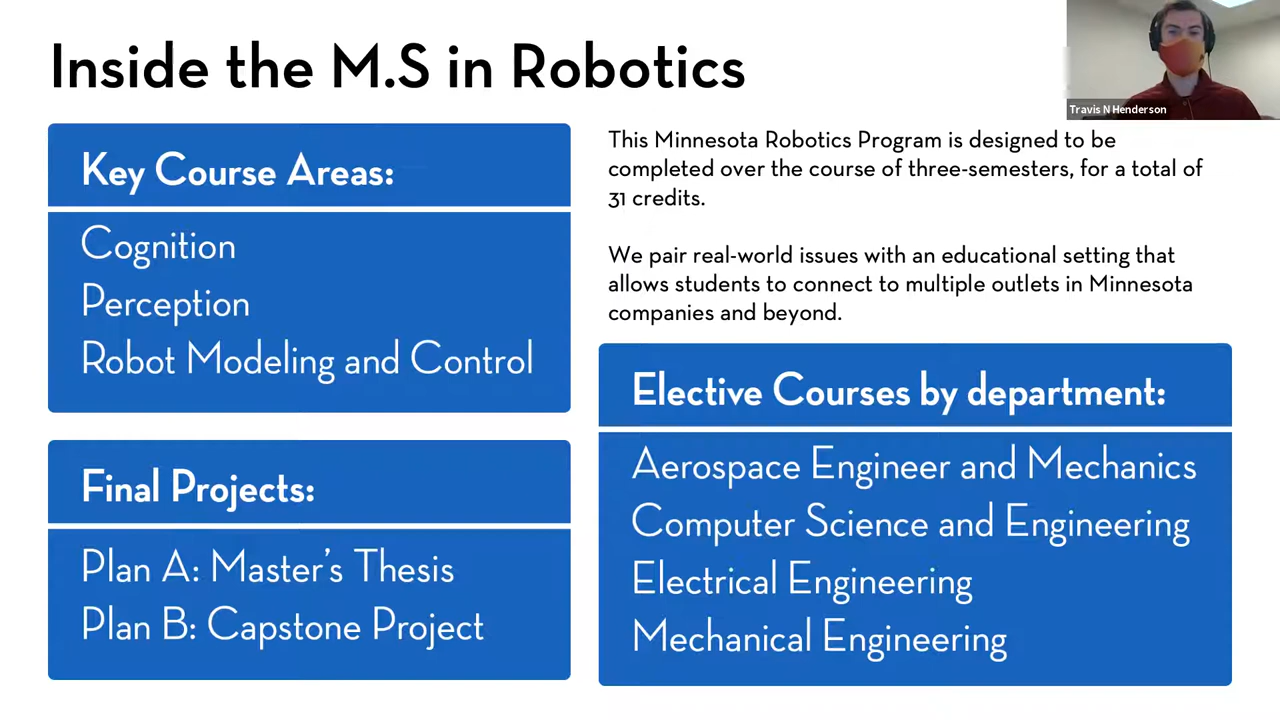 Inside the M.S in Robotics
Travis N Henderson
Key Course Areas:
Cognition
Perception
Robot Modeling and Control
Final Projects:
Plan A: Master's Thesis
Plan B: Capstone Project
This Minnesota Robotics Program is designed to be
completed over the course of three-semesters, for a total of
31 credits.
We pair real-world issues with an educational setting that
allows students to connect to multiple outlets in Minnesota
companies and beyond.
Elective Courses by department:
Aerospace Engineer and Mechanics
Computer Science and Engineering
Electrical Engineering
Mechanical Engineering